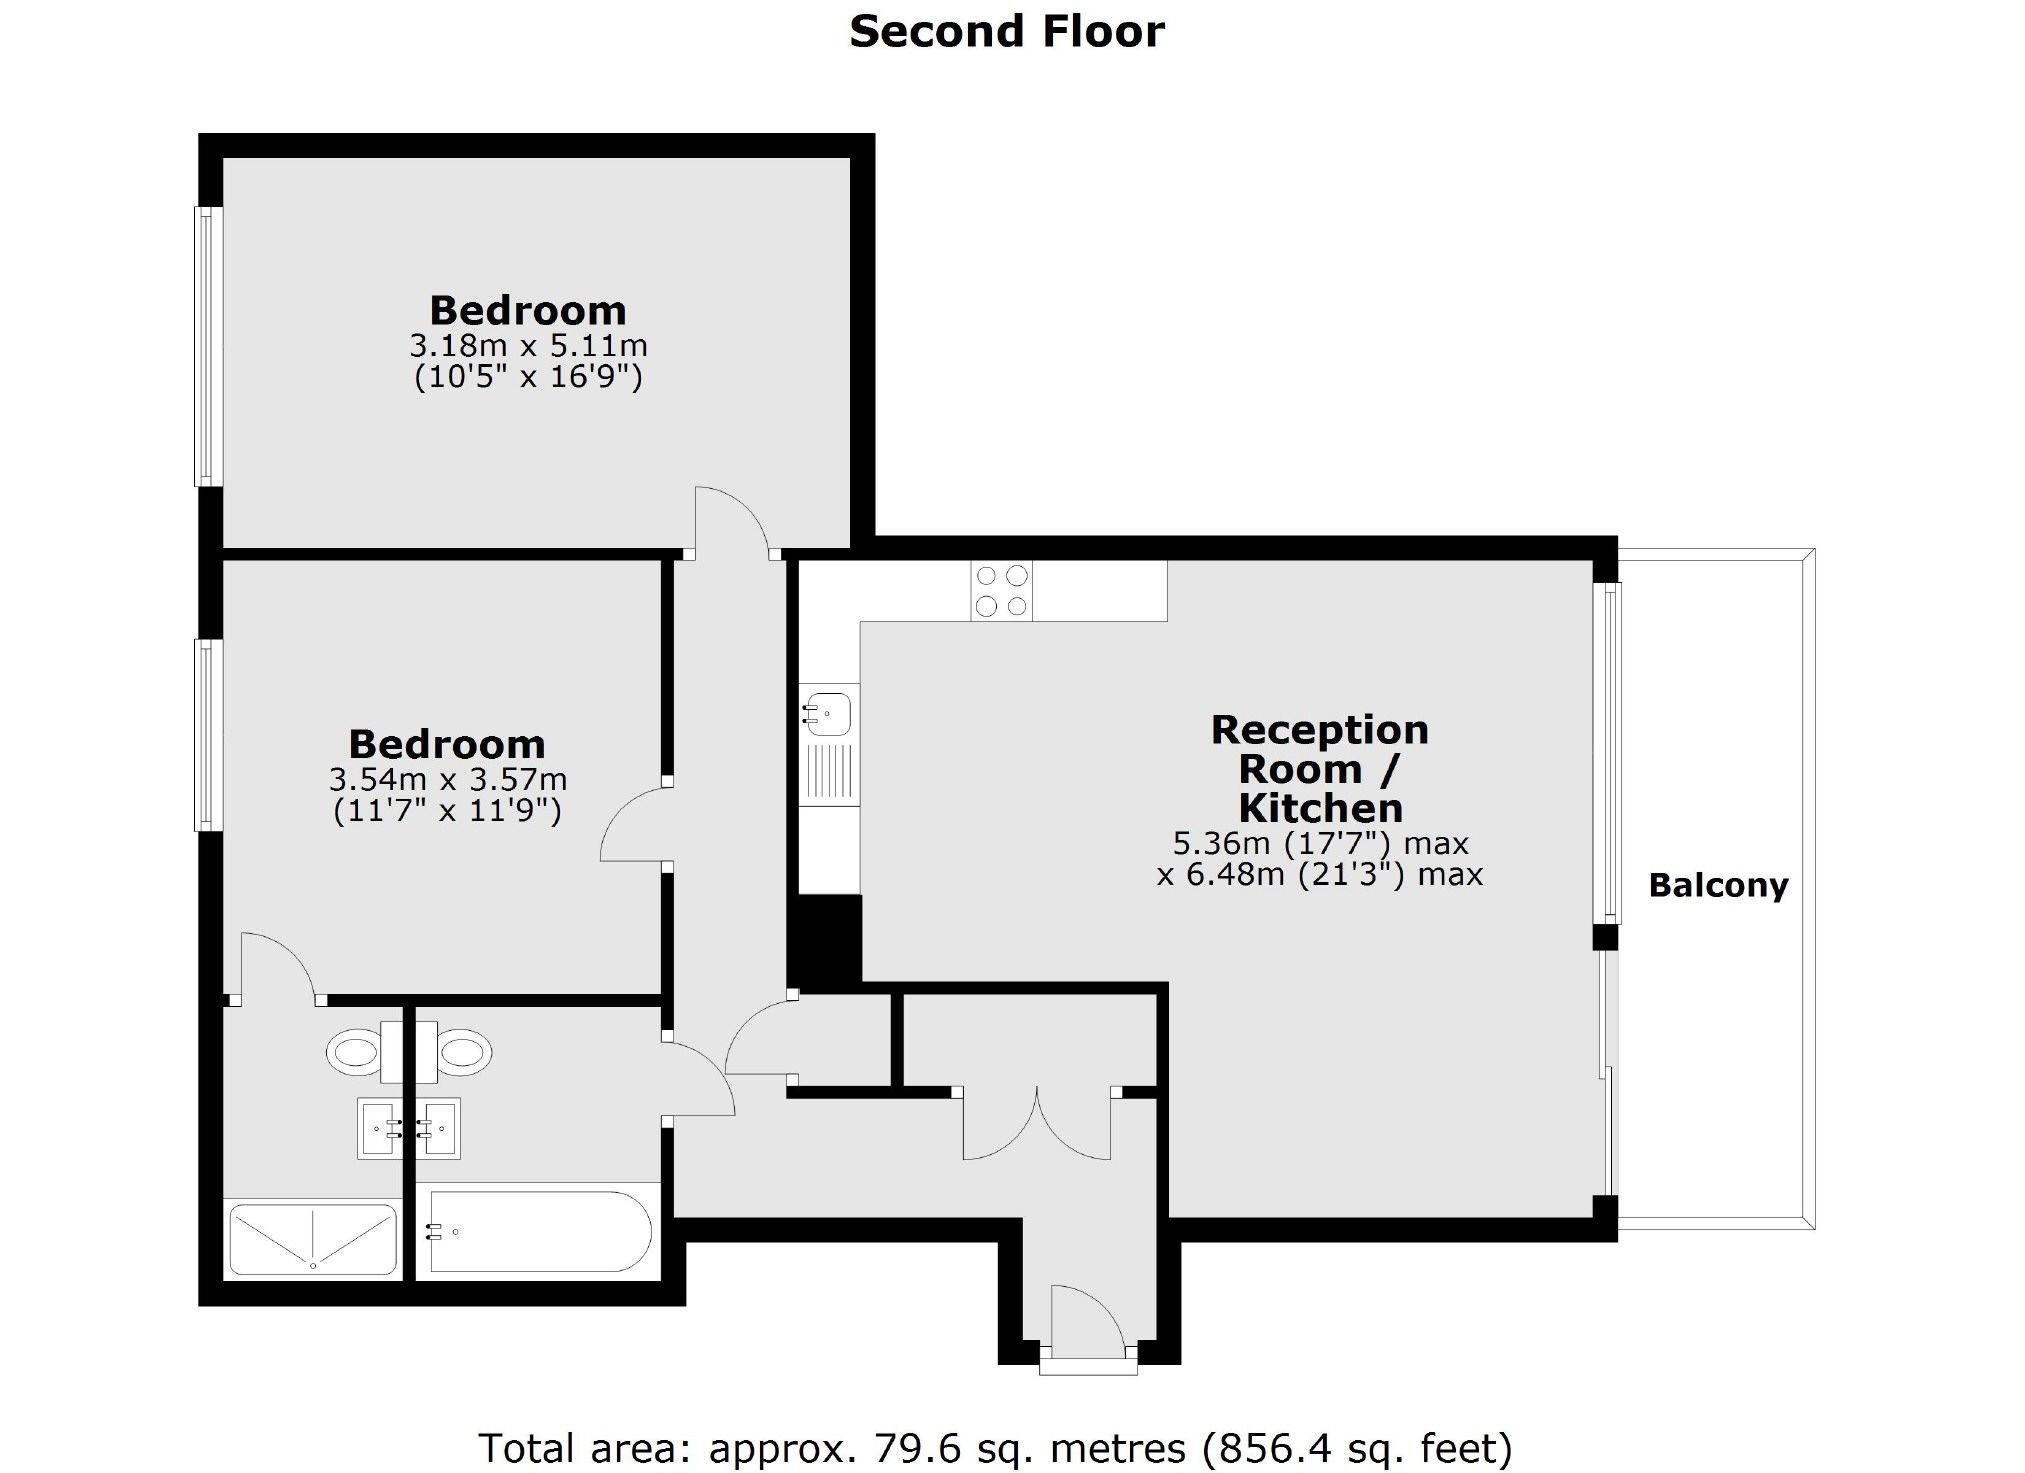 Second Floor
Bedroom
3.18m x 5.11m
(10'5" x 16'9")
Bedroom
3.54m x 3.57m
(11'7" x 11'9")
Reception
Room /
Kitchen
5.36m (17'7") max
x 6.48m (21'3") max
Balcony
Total area: approx. 79.6 sq. metres (856.4 sq. feet)